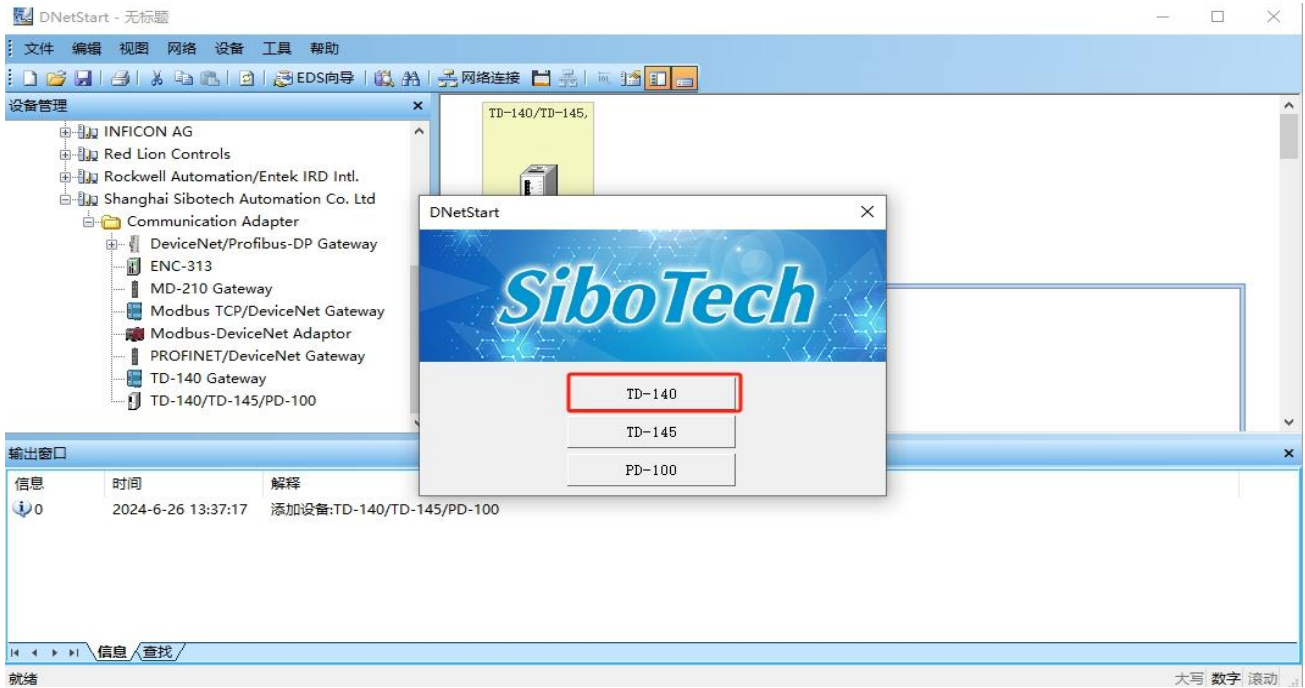 DNetStart - 无标题
文件 编辑 视图 网络 设备 工具 帮助
EDS向导 网络连接
设备管理
INFICON AG
Red Lion Controls
Rockwell Automation/Entek IRD Intl.
Shanghai Sibotech Automation Co. Ltd
Communication Adapter
DeviceNet/Profibus-DP Gateway
ENC-313
MD-210 Gateway
Modbus TCP/DeviceNet Gateway
Modbus-DeviceNet Adaptor
PROFINET/DeviceNet Gateway
TD-140 Gateway
TD-140/TD-145/PD-100
TD-140/TD-145,
DNetStart
SiboTech
TD-140
TD-145
PD-100
输出窗口
信息 时间 解释
0 2024-6-26 13:37:17 添加设备:TD-140/TD-145/PD-100
信息 查找
就绪 大写 数字 滚动